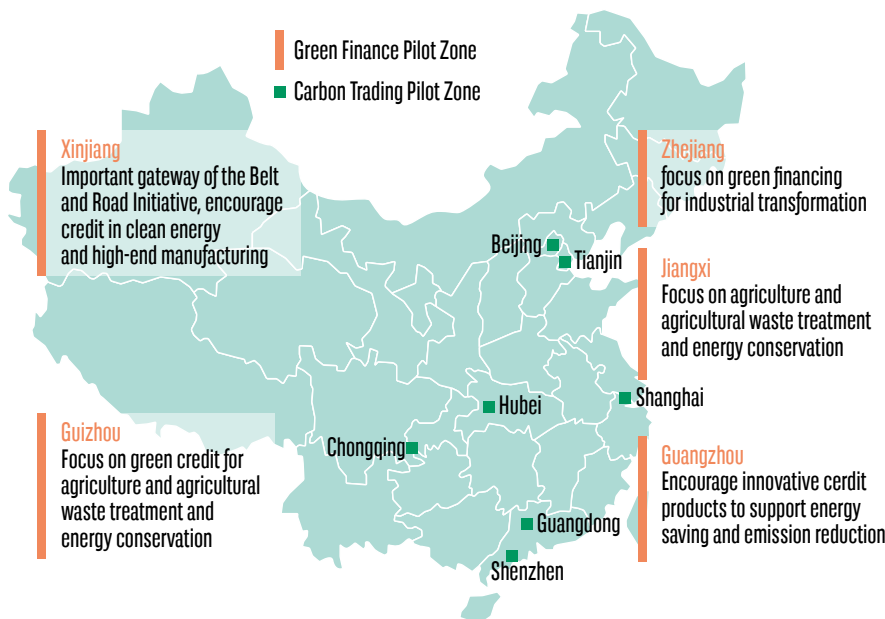 Green Finance Pilot Zone
Carbon Trading Pilot Zone
Xinjiang
Important gateway of the Belt
and Road Initiative, encourage
credit in clean energy
and high-end manufacturing
Zhejiang
focus on green financing
for industrial transformation
Beijing
Tianjin
Jiangxi
Focus on agriculture and
agricultural waste treatment
and energy conservation
Hubei
Shanghai
Guizhou
Focus on green credit for
agriculture and agricultural
waste treatment and
energy conservation
Chongqing
Guangzhou
Encourage innovative cerdit
products to support energy
saving and emission reduction
Guangdong
Shenzhen